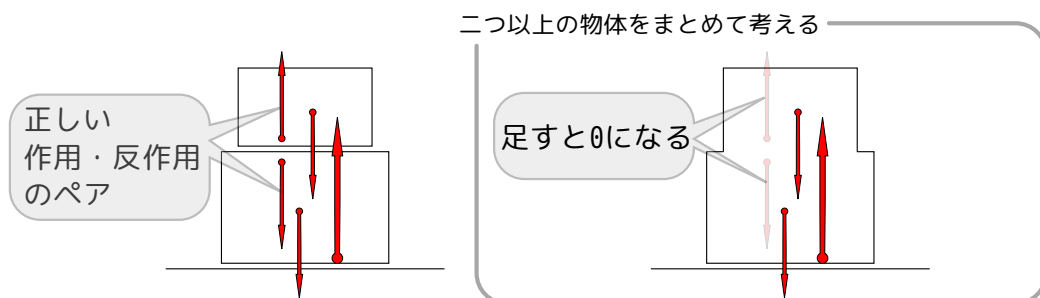 二つ以上の物体をまとめて考える
正しい
作用・反作用
のペア
足すと0になる